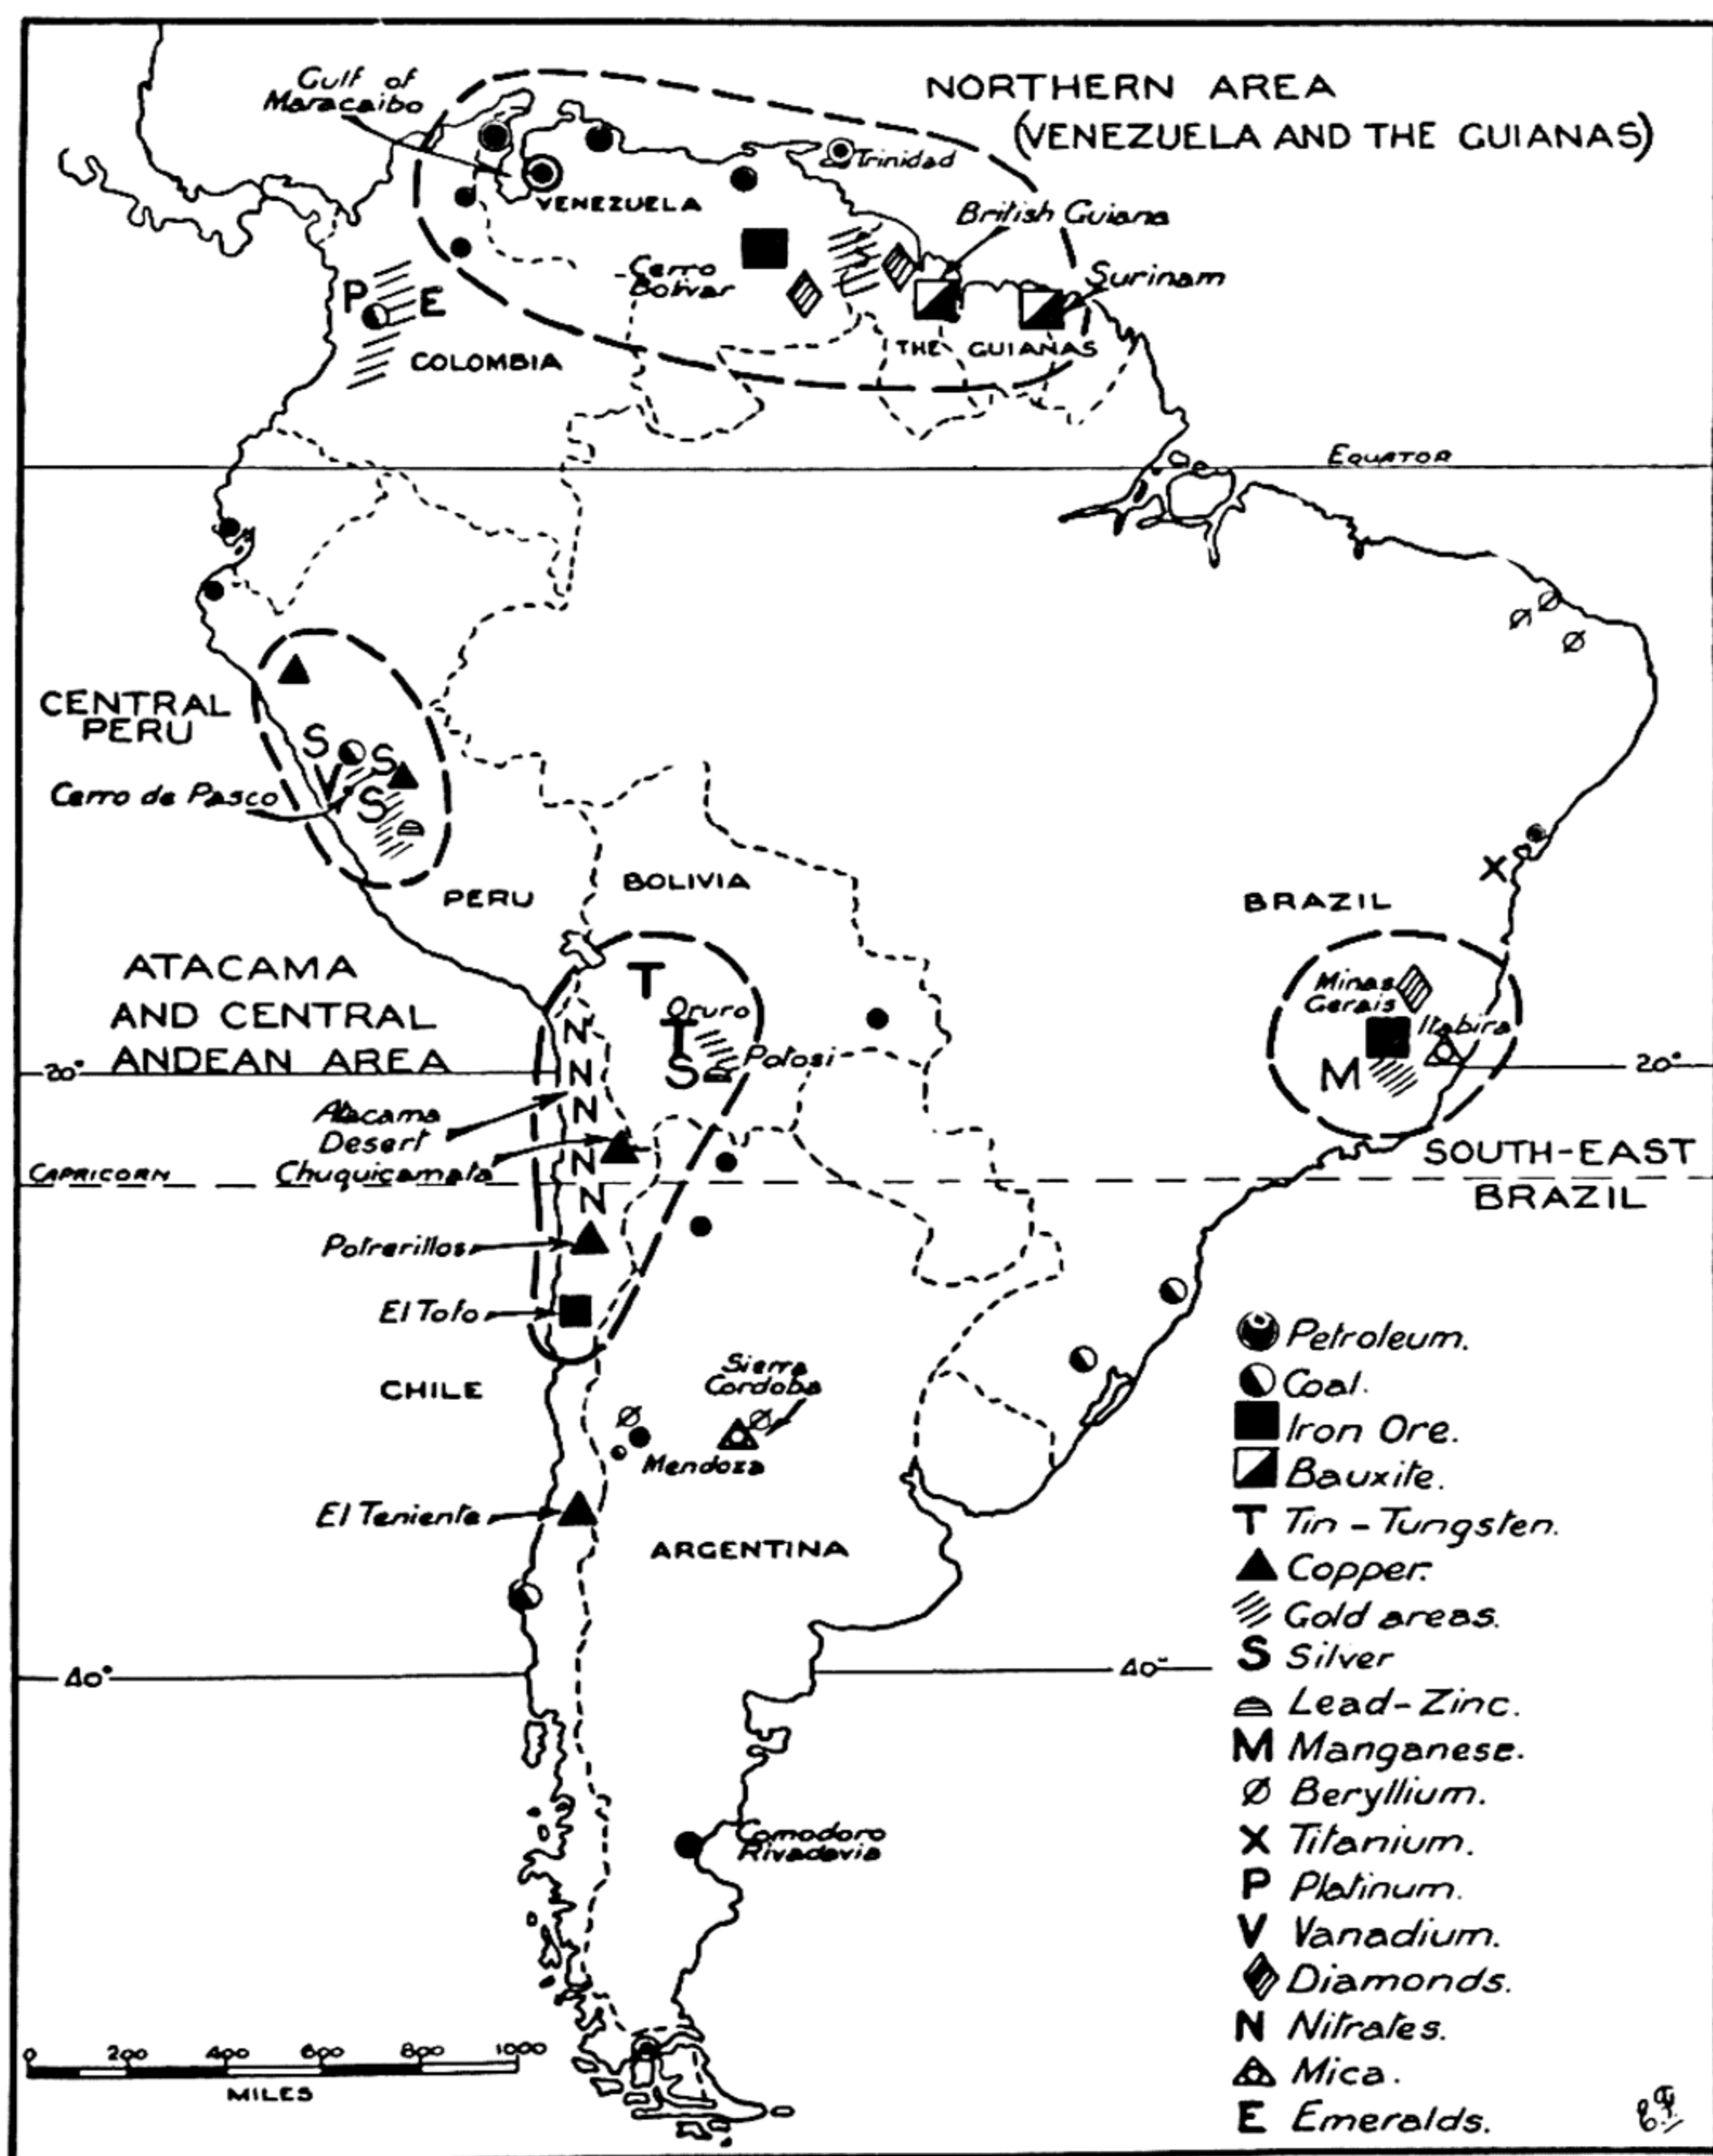 Gulf of
Maracaibo
NORTHERN AREA
(VENEZUELA AND THE GUIANAS)
Trinidad
VENEZUELA
British Guiana
Cerro
Bolivar
Surinam
P E
COLOMBIA
THE GUIANAS
EQUATOR
CENTRAL
PERU
S S
V
S
Cerro de Pasco
PERU
BOLIVIA
BRAZIL
X
ATACAMA
AND CENTRAL
ANDEAN AREA
T
Oruro
T
S
Potosi
N
N
N
N
N
Minas
Gerais
Itabira
M
20°
20°
Atacama
Desert
Chuquicamata
CAPRICORN
SOUTH-EAST
BRAZIL
Potrerillos
El Tofo
CHILE
Sierra
Cordoba
Mendoza
El Teniente
ARGENTINA
40°
40°
Comodoro
Rivadavia
Petroleum.
Coal.
Iron Ore.
Bauxite.
T Tin - Tungsten.
Copper.
Gold areas.
S Silver
Lead-Zinc.
M Manganese.
Beryllium.
X Titanium.
P Platinum.
V Vanadium.
Diamonds.
N Nitrates.
Mica.
E Emeralds.
0 200 400 600 800 1000
MILES